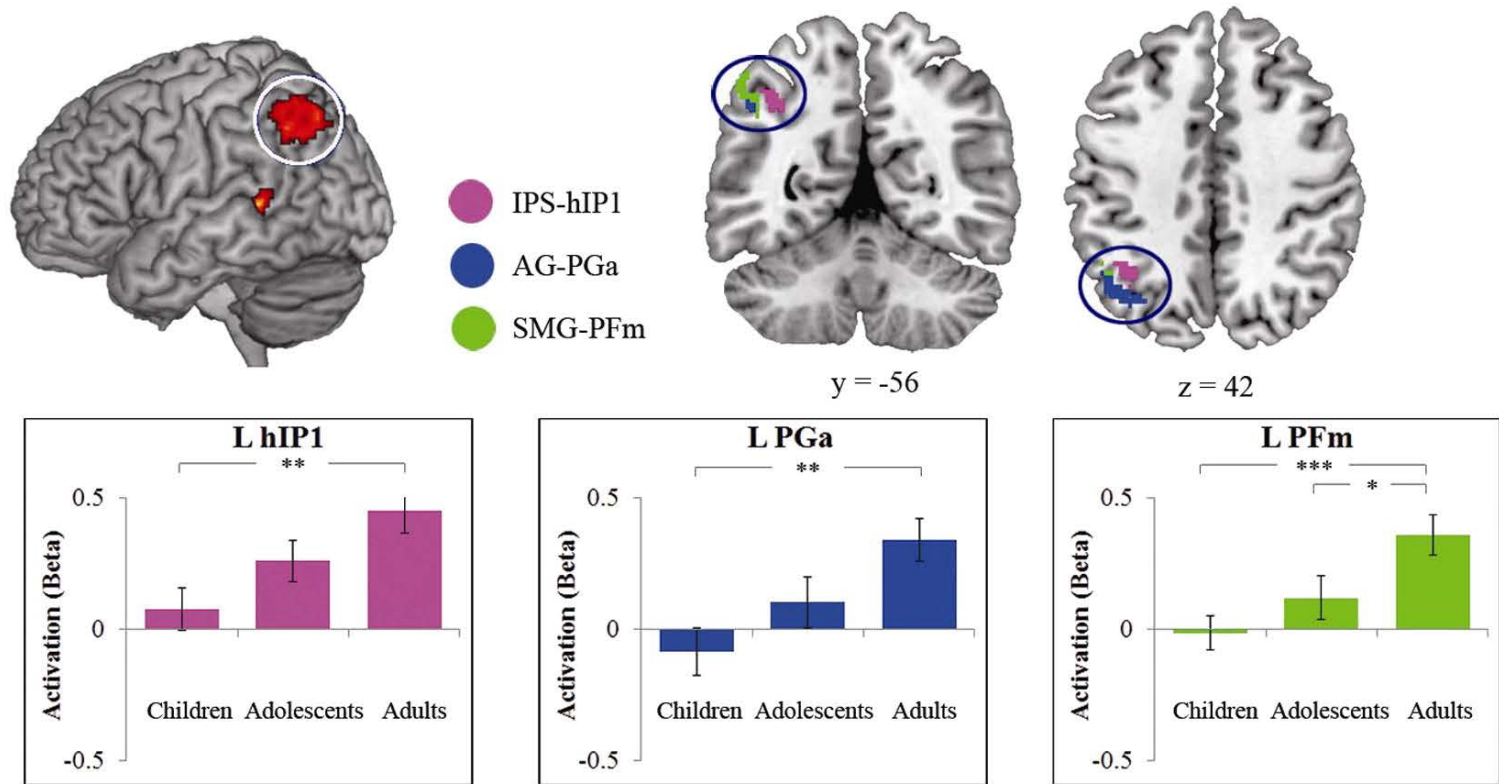 IPS-hIP1
AG-PGa
SMG-PFm
y = -56
z = 42
L hIP1
**
0.5
0
-0.5
Activation (Beta)
Children Adolescents Adults
L PGa
**
0.5
0
-0.5
Activation (Beta)
Children Adolescents Adults
L PFm
***
*
0.5
0
-0.5
Activation (Beta)
Children Adolescents Adults